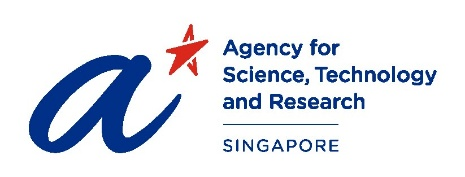 a
Agency for
Science, Technology
and Research
SINGAPORE